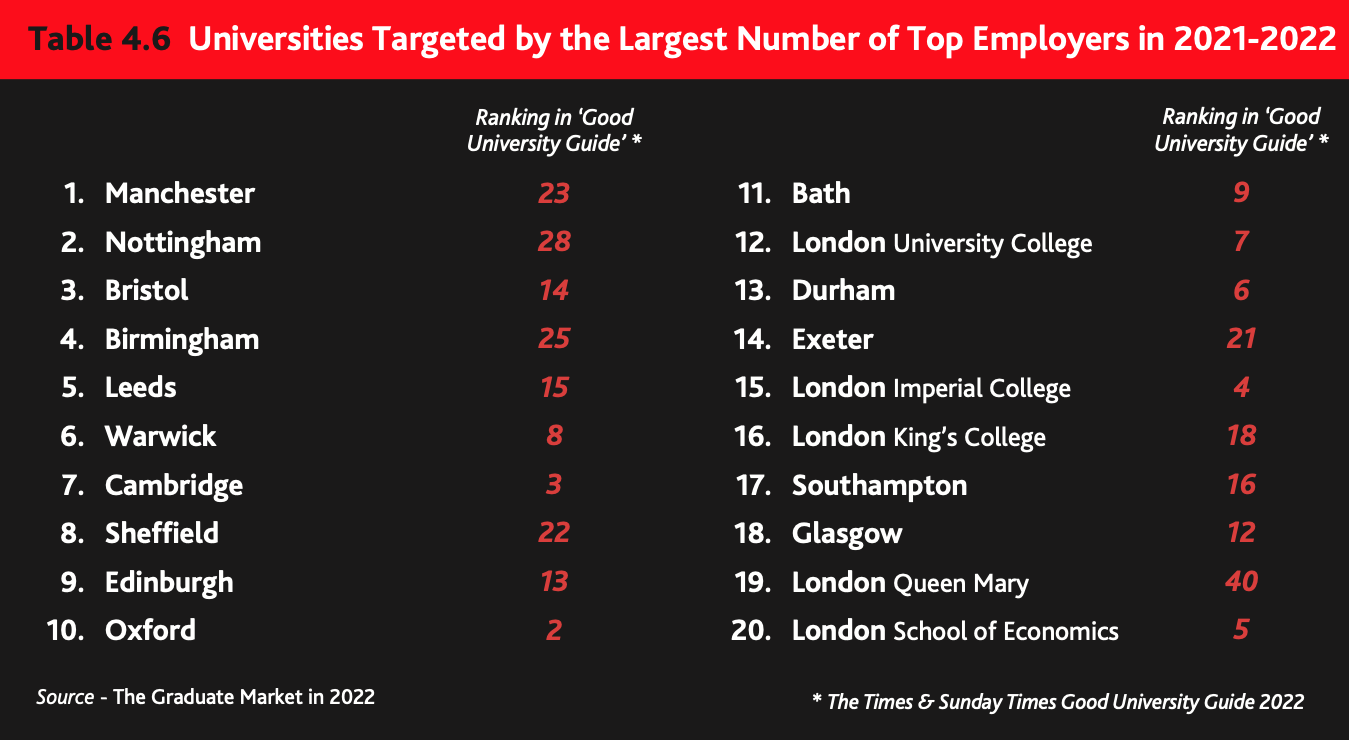 Table 4.6 Universities Targeted by the Largest Number of Top Employers in 2021-2022
Ranking in ‘Good
University Guide’ *
1. Manchester 23
2. Nottingham 28
3. Bristol 14
4. Birmingham 25
5. Leeds 15
6. Warwick 8
7. Cambridge 3
8. Sheffield 22
9. Edinburgh 13
10. Oxford 2
Ranking in ‘Good
University Guide’ *
11. Bath 9
12. London University College 7
13. Durham 6
14. Exeter 21
15. London Imperial College 4
16. London King’s College 18
17. Southampton 16
18. Glasgow 12
19. London Queen Mary 40
20. London School of Economics 5
Source - The Graduate Market in 2022
* The Times & Sunday Times Good University Guide 2022